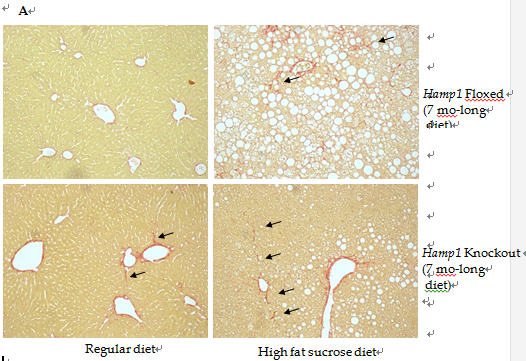 A
Hamp1 Floxed
(7 mo-long
diet)
Hamp1 Knockout
(7 mo-long
diet)
Regular diet
High fat sucrose diet